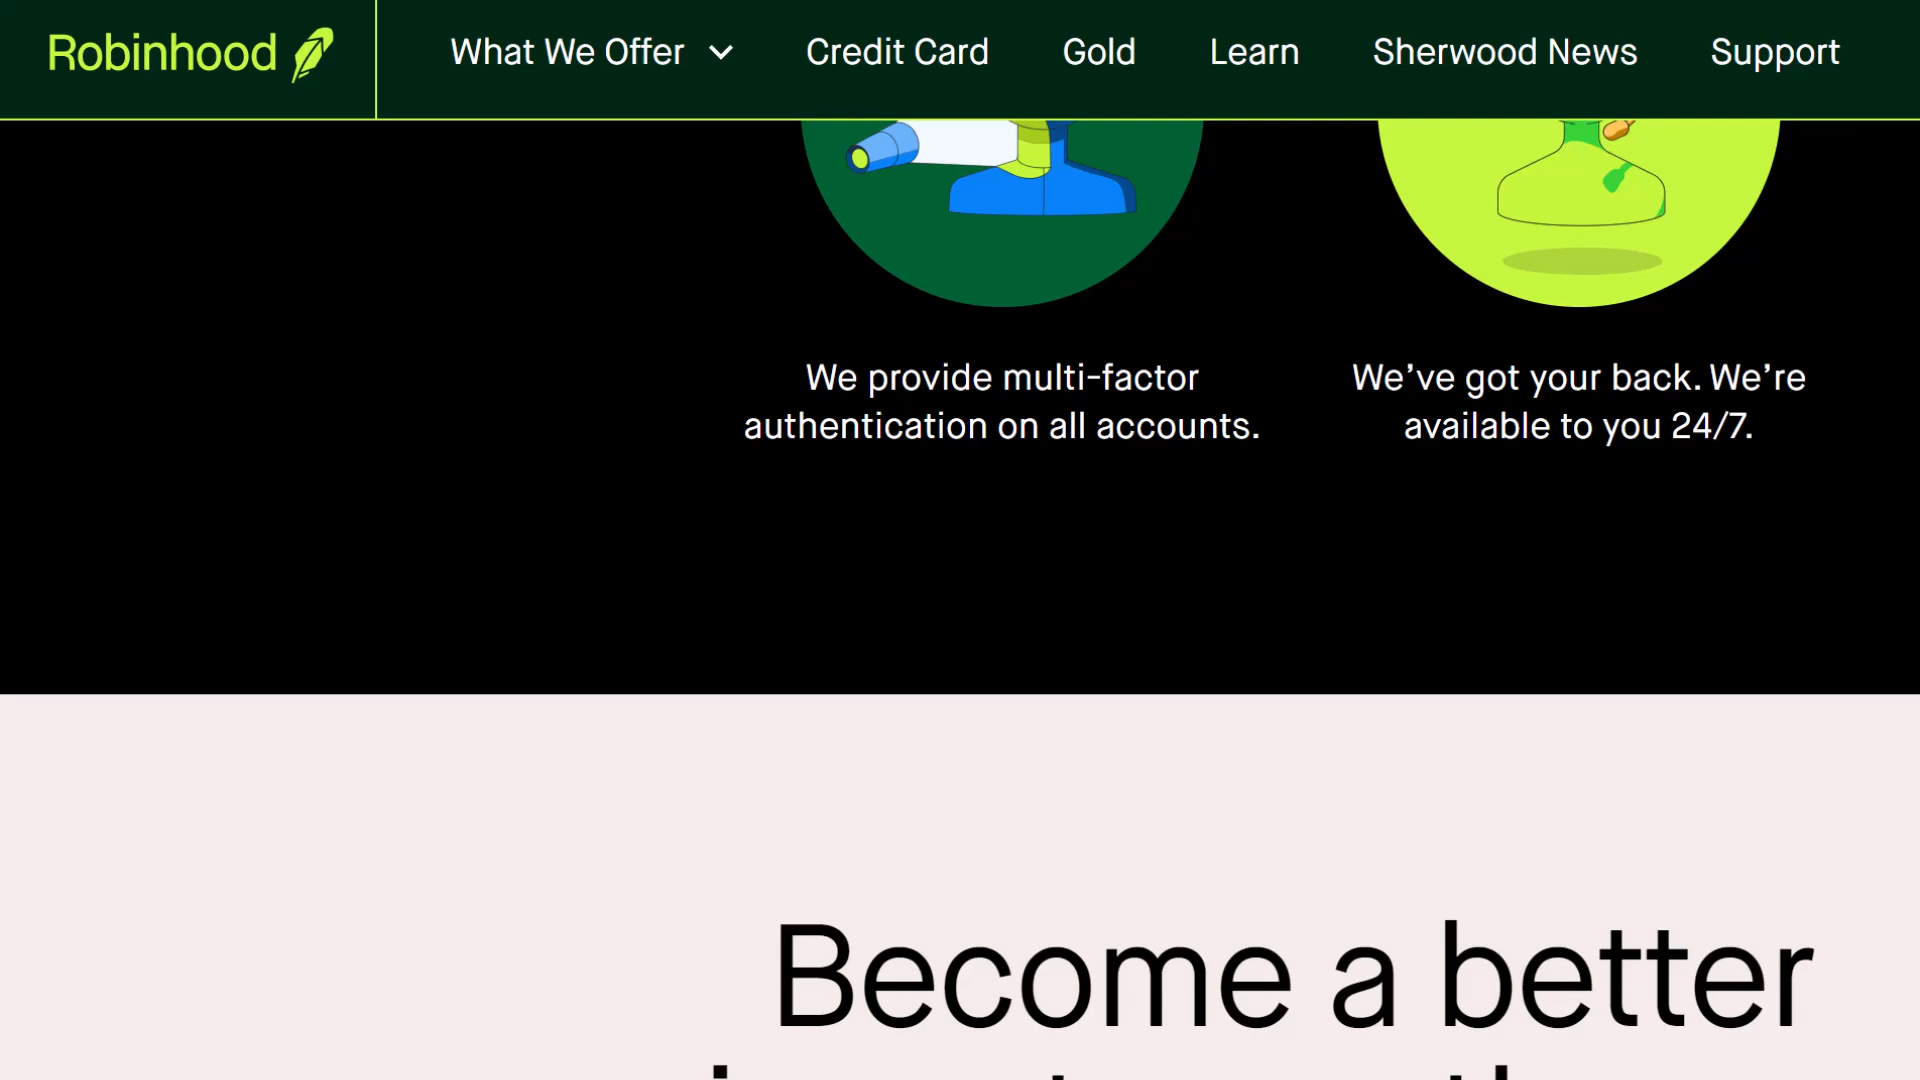 Robinhood
What We Offer
Credit Card
Gold
Learn
Sherwood News
Support
We provide multi-factor
authentication on all accounts.
We’ve got your back. We’re
available to you 24/7.
Become a better